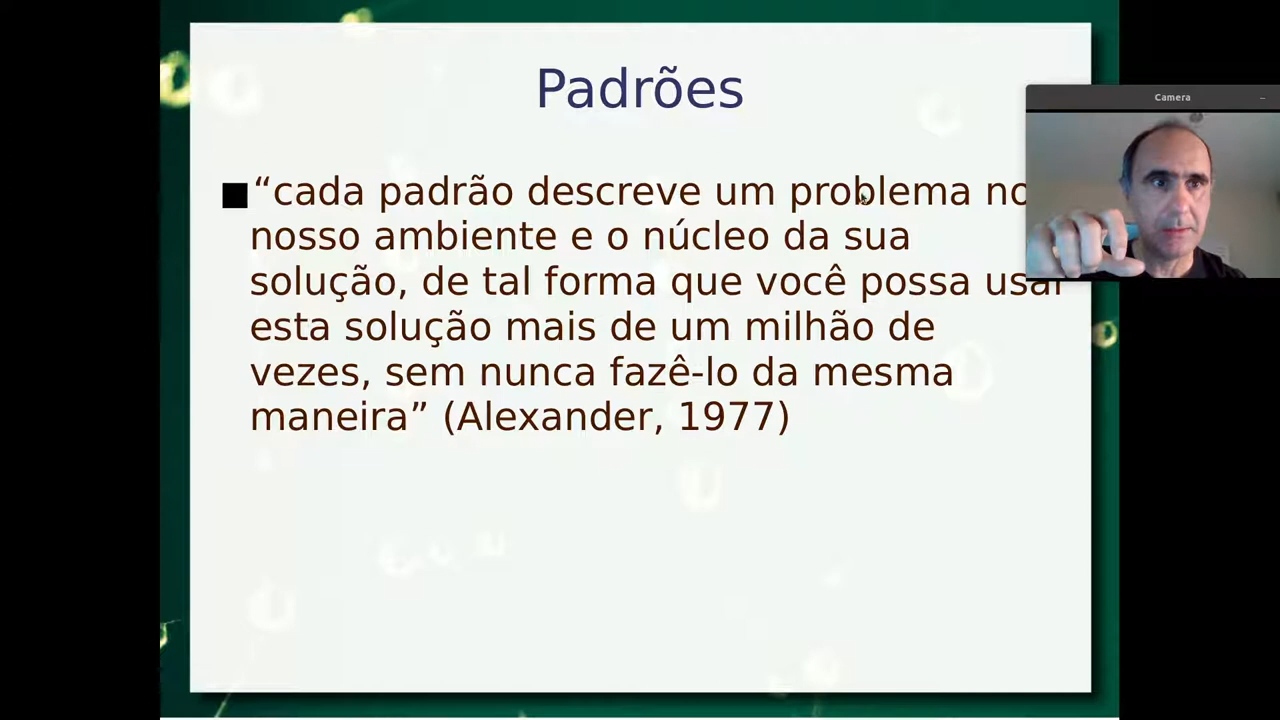 Padrões
Camera
■“cada padrão descreve um problema no
nosso ambiente e o núcleo da sua
solução, de tal forma que você possa usar
esta solução mais de um milhão de
vezes, sem nunca fazê-lo da mesma
maneira” (Alexander, 1977)